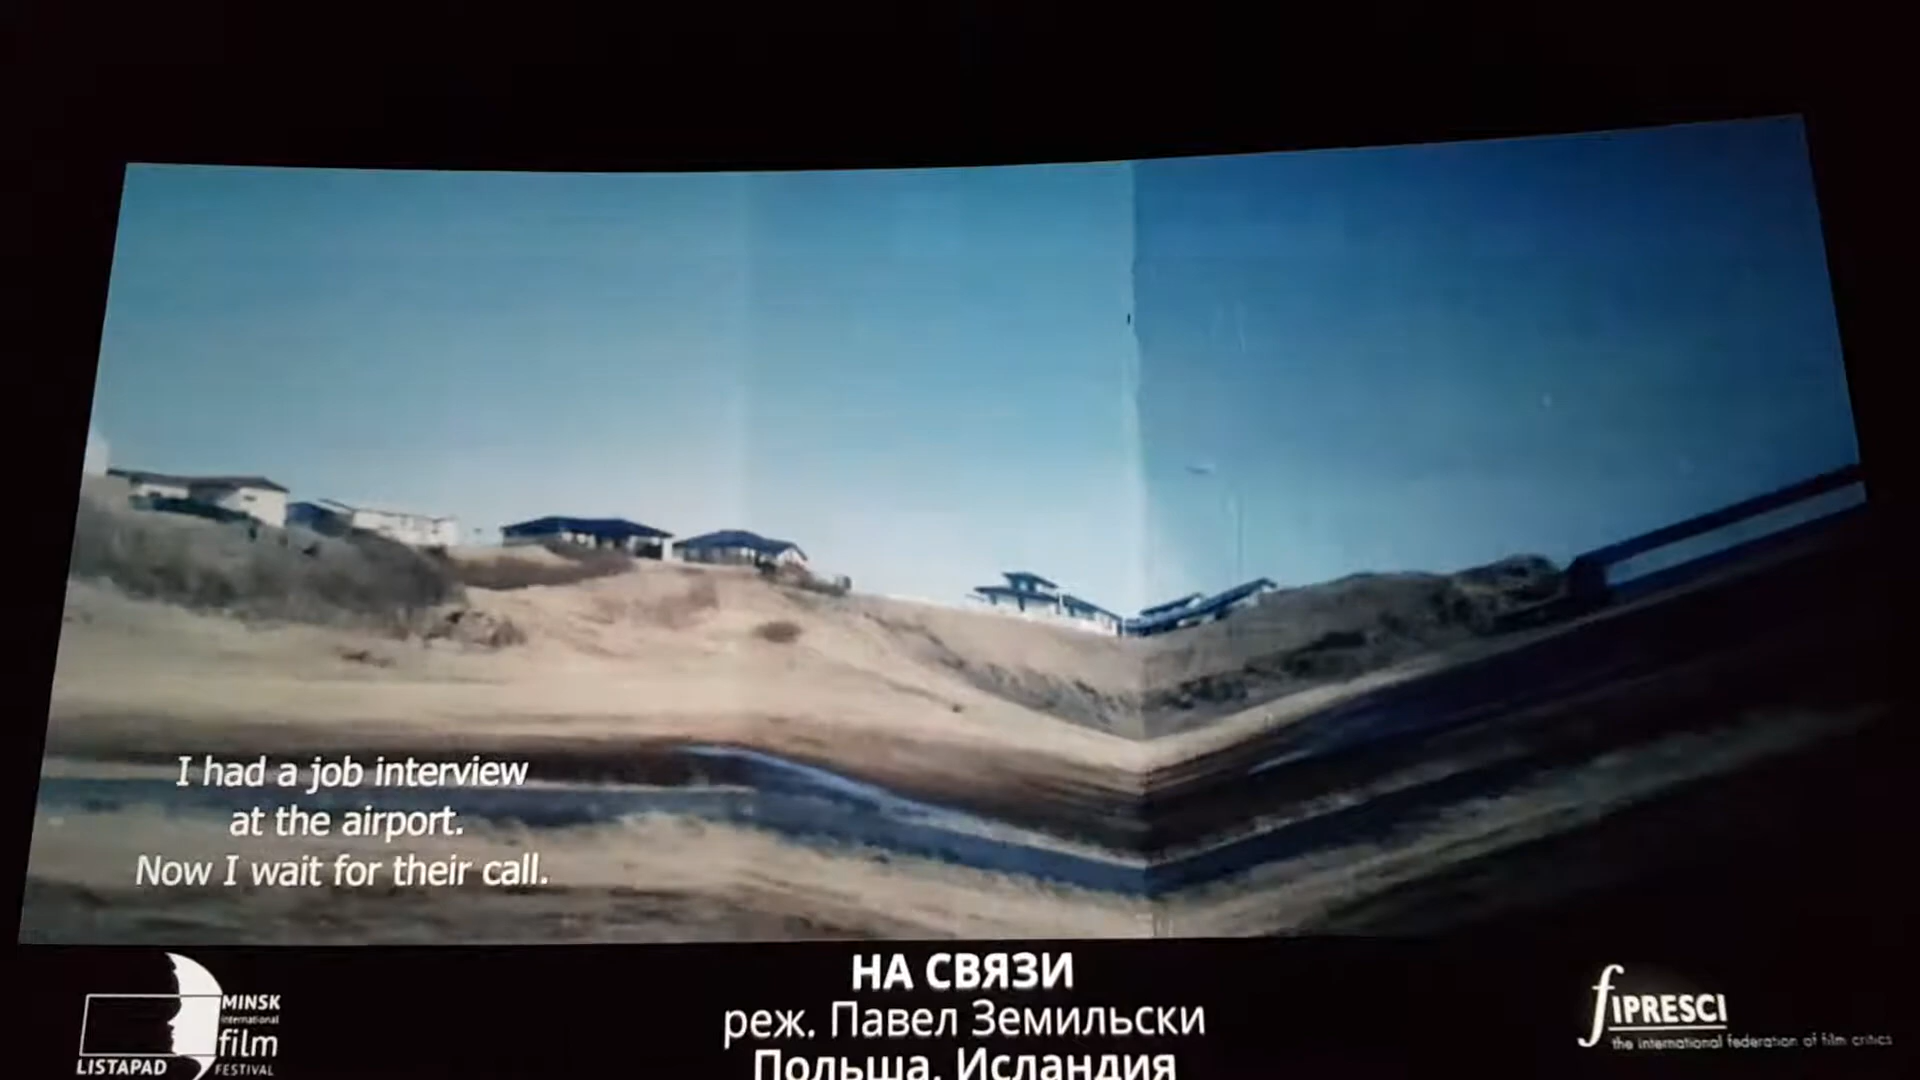 I had a job interview
at the airport.
Now I wait for their call.
НА СВЯЗИ
реж. Павел Земильски
Польша, Исландия
LISTAPAD
MINSK
international
film
FESTIVAL
fIPRESCI
the international federation of film critics